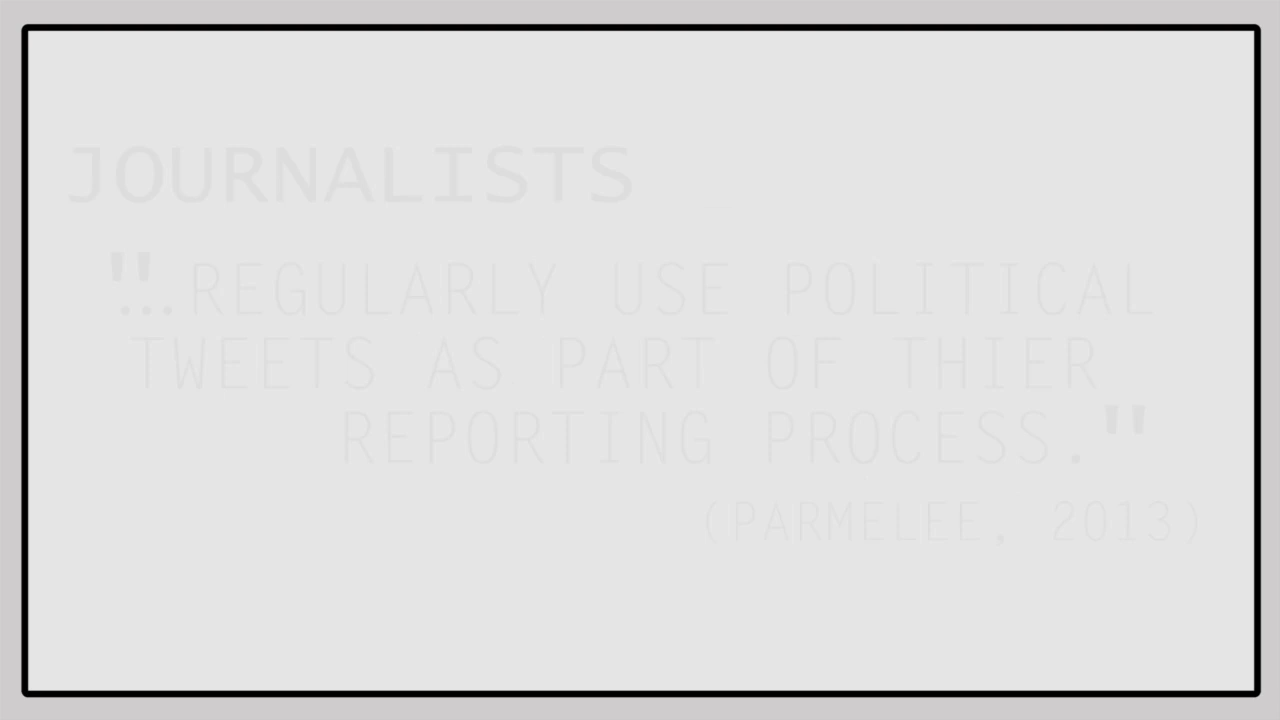 JOURNALISTS
"...REGULARLY USE POLITICAL
TWEETS AS PART OF THIER
REPORTING PROCESS."
(PARMELEE, 2013)